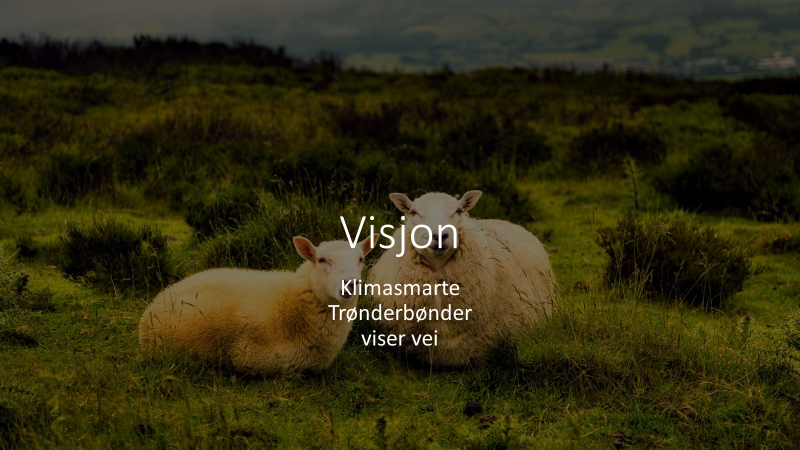 Visjon
Klimasmarte
Trønderbønder
viser vei